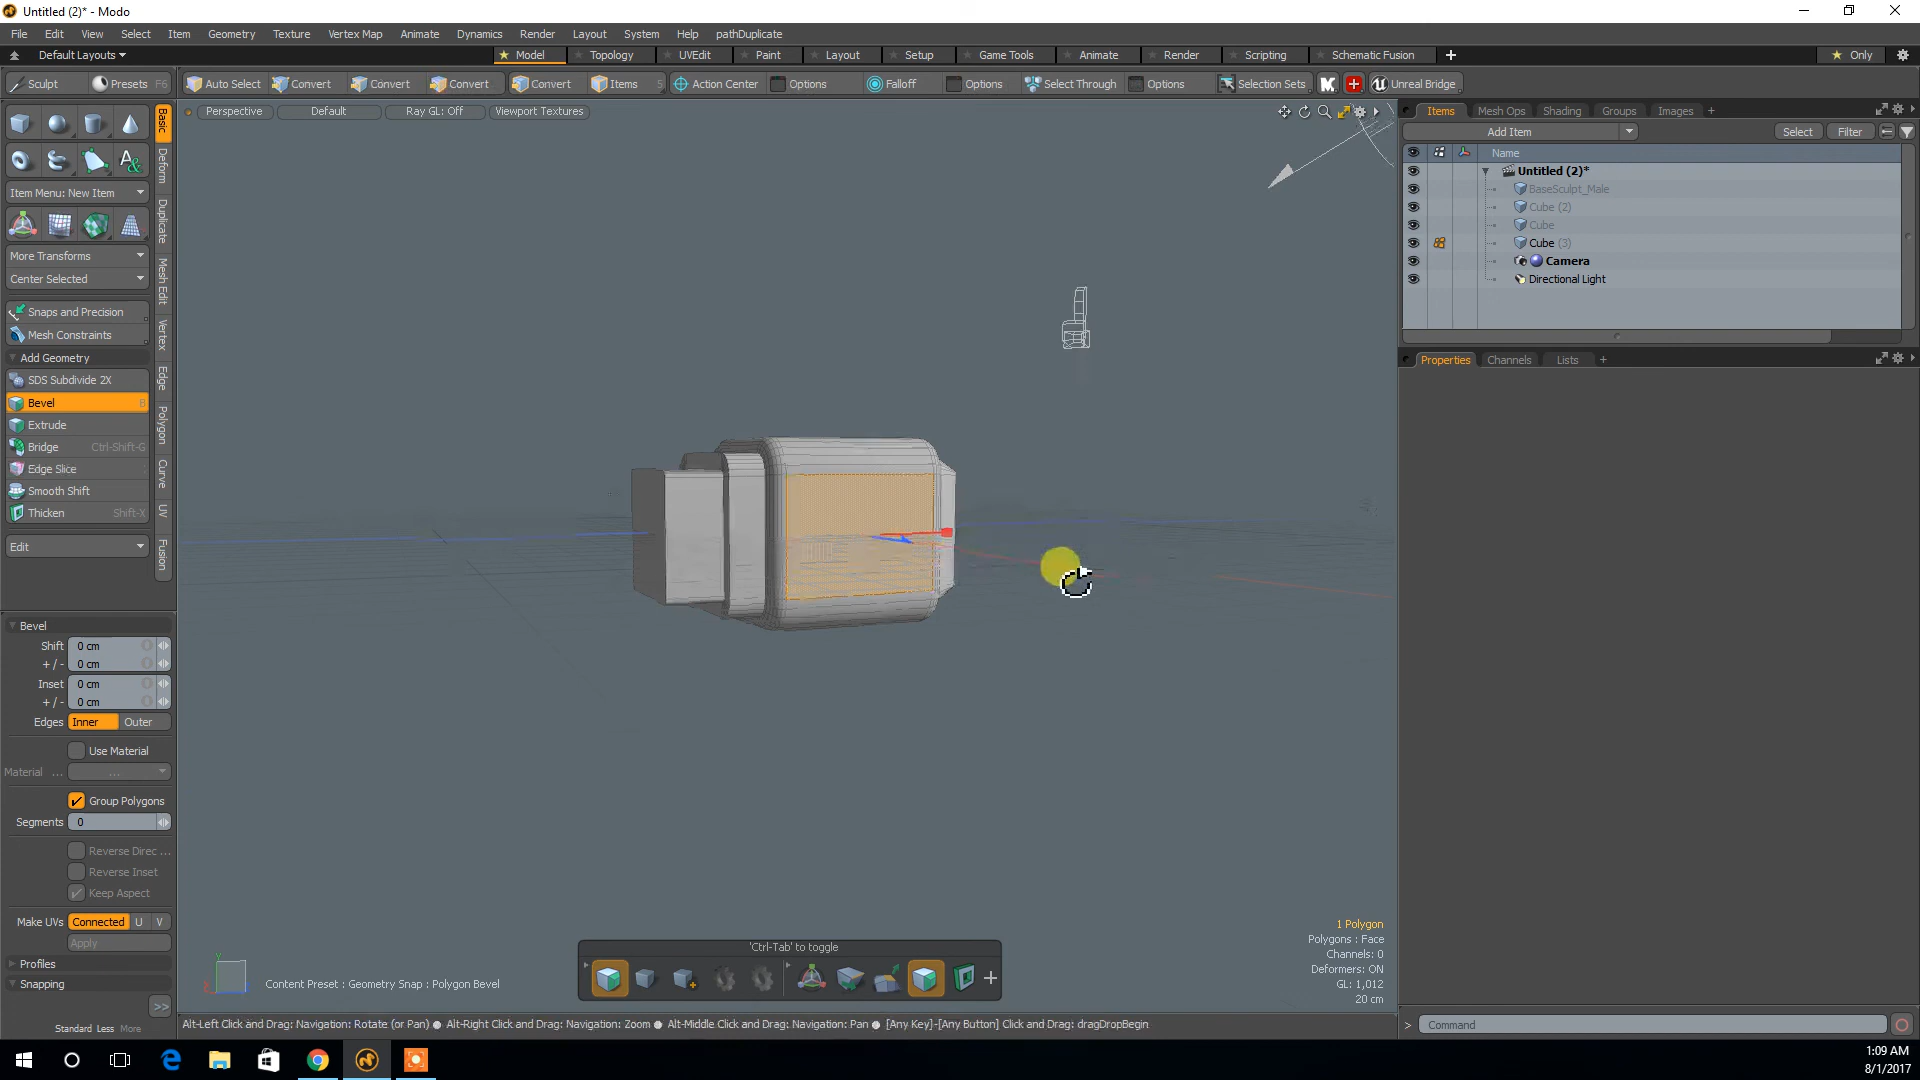 Untitled (2)* - Modo
File Edit View Select Item Geometry Texture Vertex Map Animate Dynamics Render Layout System Help pathDuplicate
Default Layouts Model Topology UVEdit Paint Layout Setup Game Tools Animate Render Scripting Schematic Fusion Only
Sculpt Presets F6 Auto Select Convert Convert Convert Convert Items 5 Action Center Options Falloff Options Select Through Options Selection Sets Unreal Bridge
Perspective Default Ray GL: Off Viewport Textures
Items Mesh Ops Shading Groups Images +
Add Item Select Filter
Name
Untitled (2)*
BaseSculpt_Male
Cube (2)
Cube
Cube (3)
Camera
Directional Light
Properties Channels Lists +
Basic
Deform
Duplicate
Mesh Edit
Vertex
Edge
Polygon
Curve
UV
Fusion
Item Menu: New Item
More Transforms
Center Selected
Snaps and Precision
Mesh Constraints
Add Geometry
SDS Subdivide 2X
Bevel B
Extrude
Bridge Ctrl-Shift-G
Edge Slice
Smooth Shift
Thicken Shift-X
Edit
Bevel
Shift 0 cm
+ / - 0 cm
Inset 0 cm
+ / - 0 cm
Edges Inner Outer
Use Material
Material ... ...
Group Polygons
Segments 0
Reverse Direc ...
Reverse Inset
Keep Aspect
Make UVs Connected U V
Apply
Profiles
Snapping
>>
Standard Less More
1 Polygon
Polygons : Face
Channels: 0
Deformers: ON
GL: 1,012
20 cm
'Ctrl-Tab' to toggle
Content Preset : Geometry Snap : Polygon Bevel
Alt-Left Click and Drag: Navigation: Rotate (or Pan) ● Alt-Right Click and Drag: Navigation: Zoom ● Alt-Middle Click and Drag: Navigation: Pan ● [Any Key]-[Any Button] Click and Drag: dragDropBegin
> Command
1:09 AM
8/1/2017